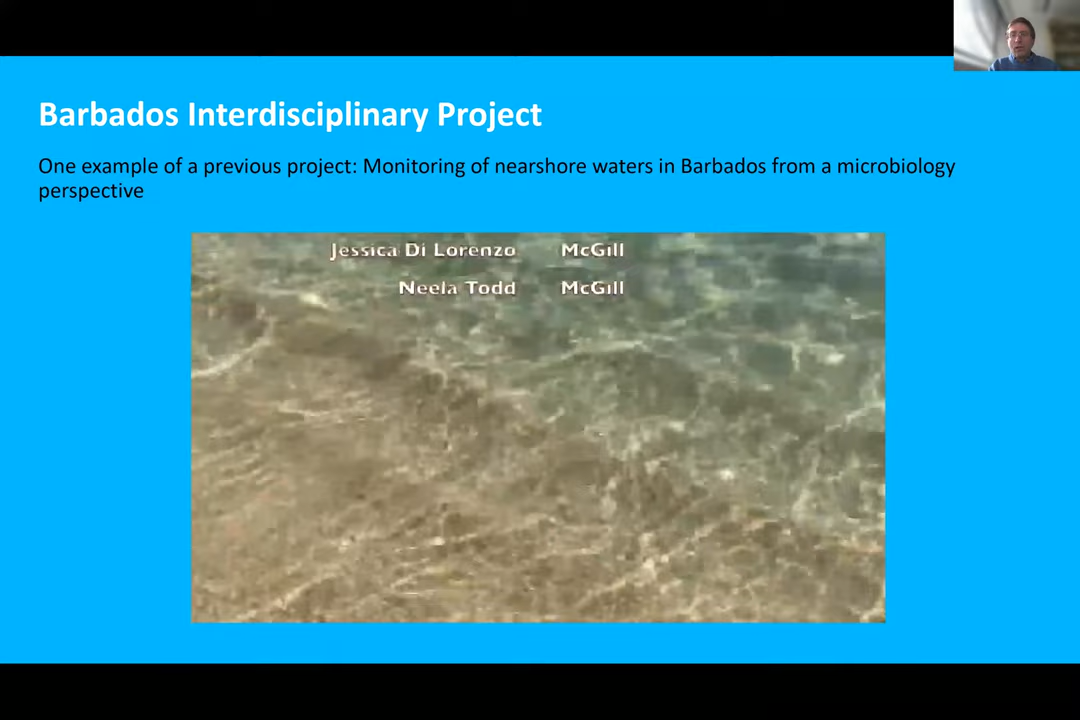 Barbados Interdisciplinary Project
One example of a previous project: Monitoring of nearshore waters in Barbados from a microbiology
perspective
Jessica Di Lorenzo McGill
Neela Todd McGill